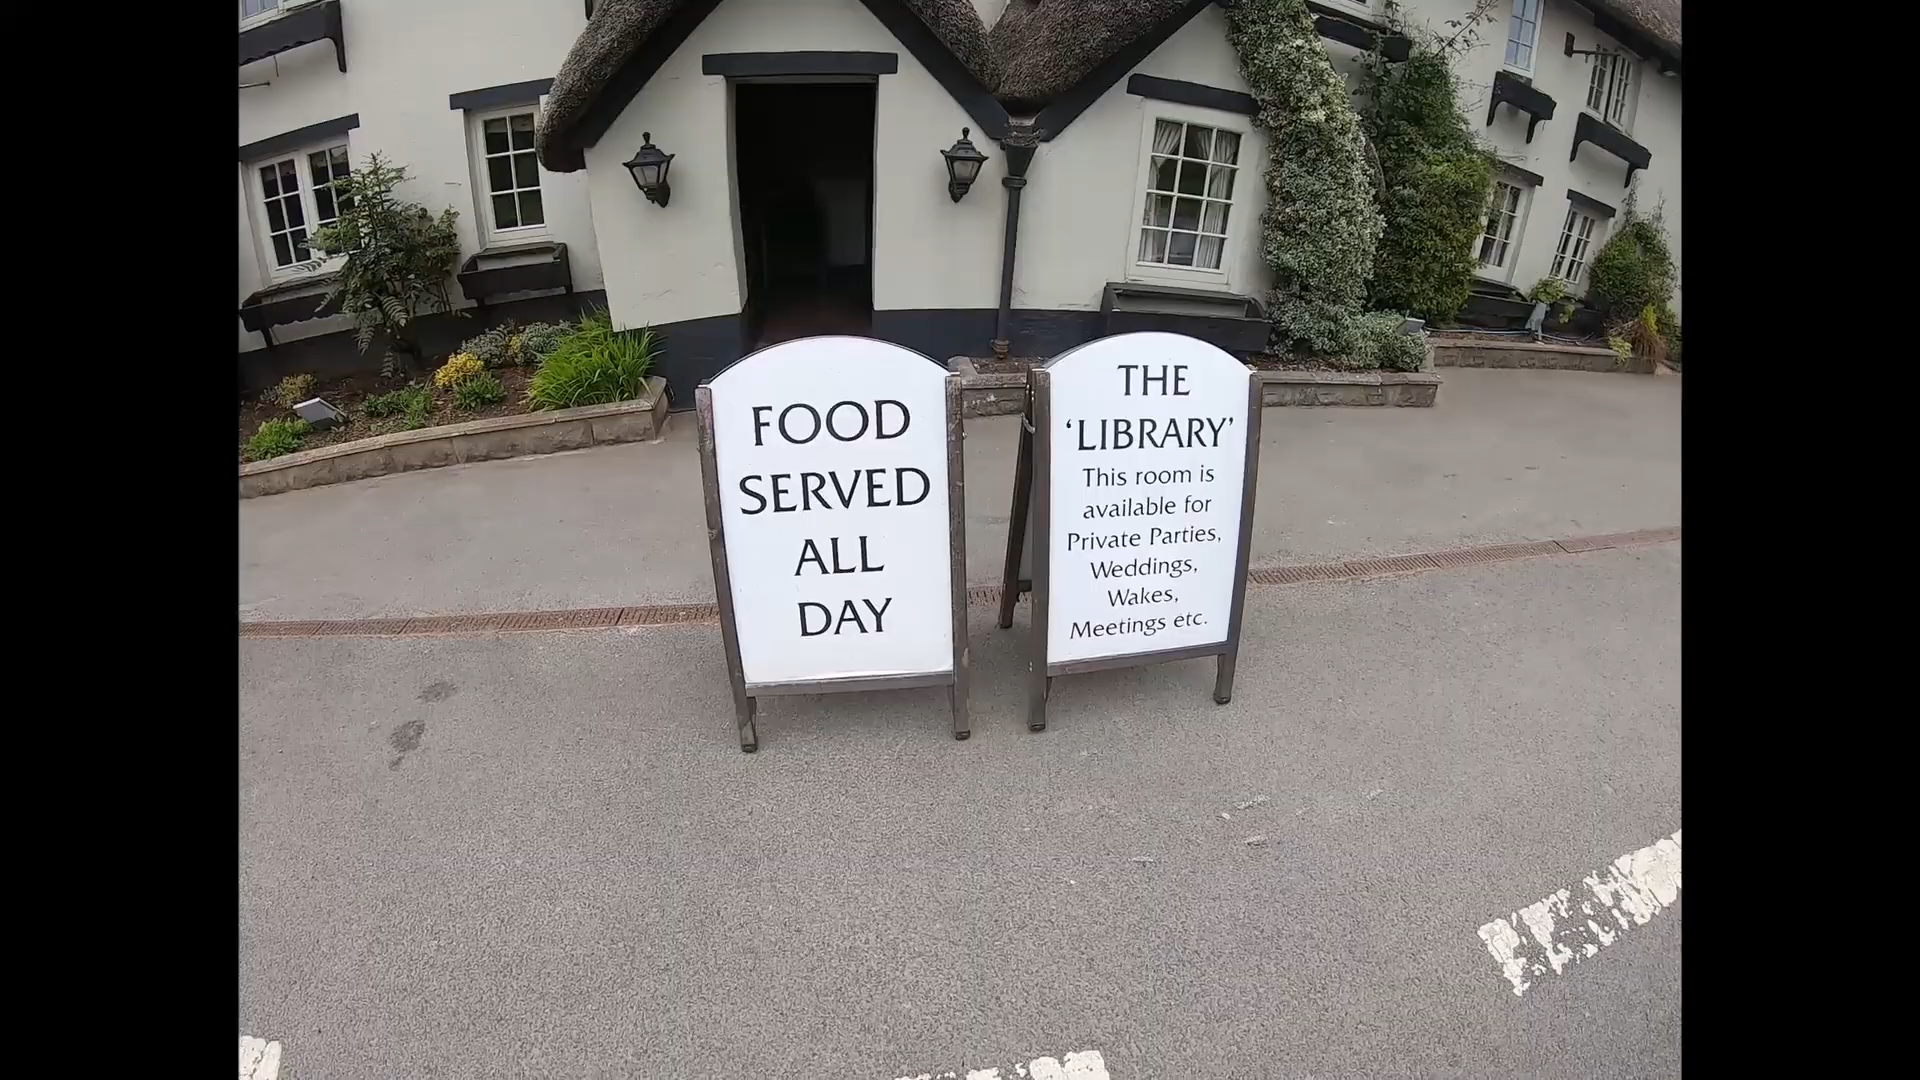 FOOD
SERVED
ALL
DAY
THE
‘LIBRARY’
This room is
available for
Private Parties,
Weddings,
Wakes,
Meetings etc.